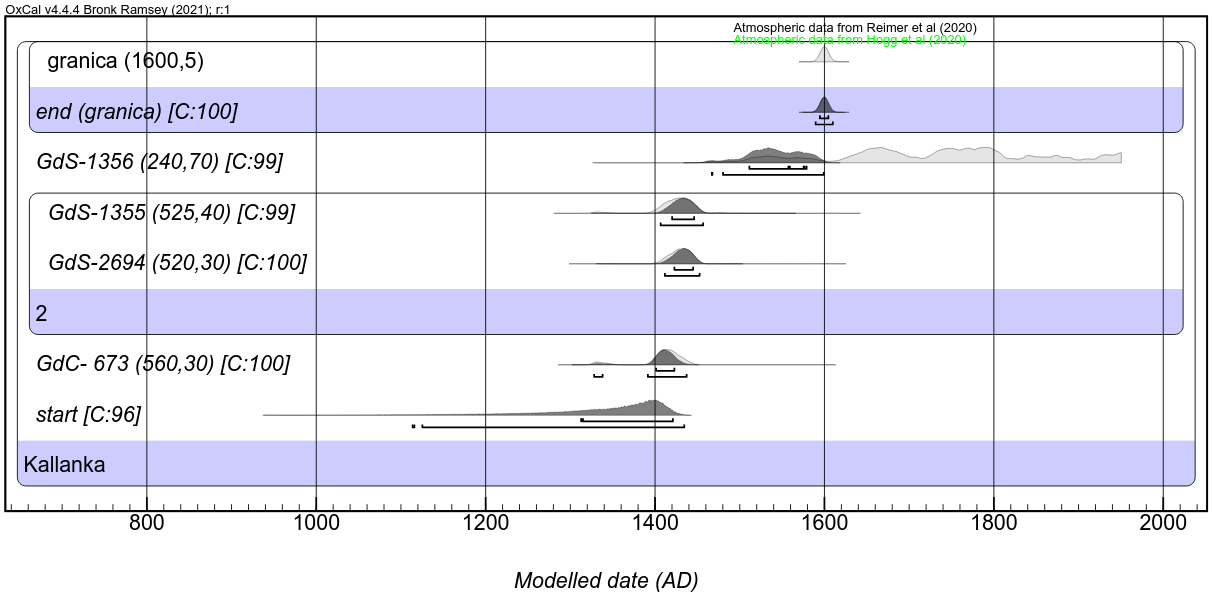 OxCal v4.4.4 Bronk Ramsey (2021); r:1
Atmospheric data from Reimer et al (2020)
Atmospheric data from Hogg et al (2020)
granica (1600,5)
end (granica) [C:100]
GdS-1356 (240,70) [C:99]
GdS-1355 (525,40) [C:99]
GdS-2694 (520,30) [C:100]
2
GdC- 673 (560,30) [C:100]
start [C:96]
Kallanka
800 1000 1200 1400 1600 1800 2000
Modelled date (AD)